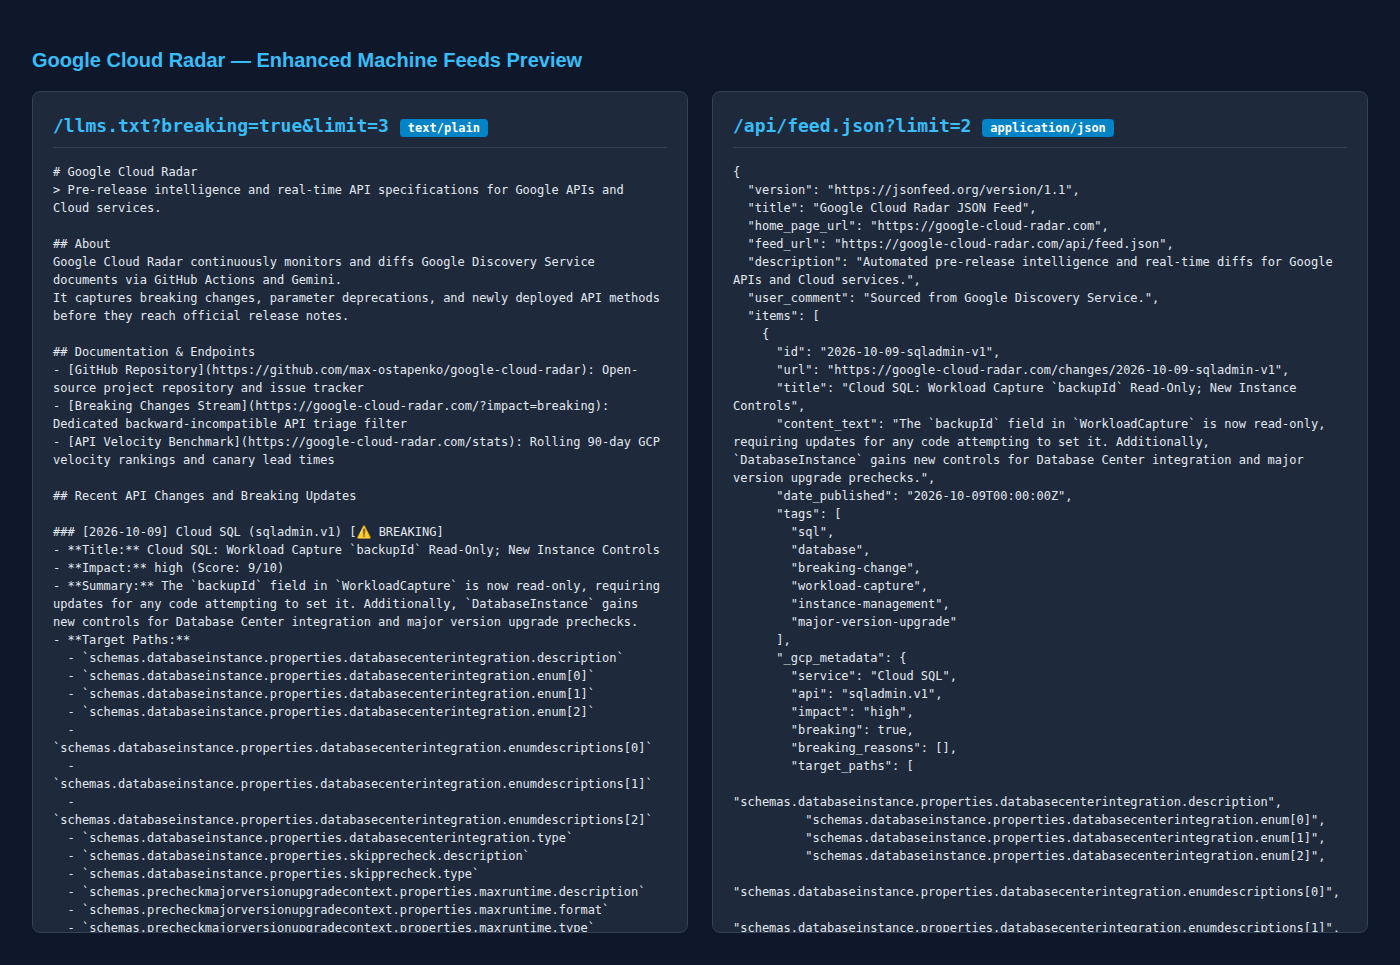 Google Cloud Radar — Enhanced Machine Feeds Preview
/llms.txt?breaking=true&limit=3 text/plain
# Google Cloud Radar
> Pre-release intelligence and real-time API specifications for Google APIs and
Cloud services.
## About
Google Cloud Radar continuously monitors and diffs Google Discovery Service
documents via GitHub Actions and Gemini.
It captures breaking changes, parameter deprecations, and newly deployed API methods
before they reach official release notes.
## Documentation & Endpoints
- [GitHub Repository](https://github.com/max-ostapenko/google-cloud-radar): Open-
source project repository and issue tracker
- [Breaking Changes Stream](https://google-cloud-radar.com/?impact=breaking):
Dedicated backward-incompatible API triage filter
- [API Velocity Benchmark](https://google-cloud-radar.com/stats): Rolling 90-day GCP
velocity rankings and canary lead times
## Recent API Changes and Breaking Updates
### [2026-10-09] Cloud SQL (sqladmin.v1) [⚠️ BREAKING]
- **Title:** Cloud SQL: Workload Capture `backupId` Read-Only; New Instance Controls
- **Impact:** high (Score: 9/10)
- **Summary:** The `backupId` field in `WorkloadCapture` is now read-only, requiring
updates for any code attempting to set it. Additionally, `DatabaseInstance` gains
new controls for Database Center integration and major version upgrade prechecks.
- **Target Paths:**
  - `schemas.databaseinstance.properties.databasecenterintegration.description`
  - `schemas.databaseinstance.properties.databasecenterintegration.enum[0]`
  - `schemas.databaseinstance.properties.databasecenterintegration.enum[1]`
  - `schemas.databaseinstance.properties.databasecenterintegration.enum[2]`
  -
`schemas.databaseinstance.properties.databasecenterintegration.enumdescriptions[0]`
  -
`schemas.databaseinstance.properties.databasecenterintegration.enumdescriptions[1]`
  -
`schemas.databaseinstance.properties.databasecenterintegration.enumdescriptions[2]`
  - `schemas.databaseinstance.properties.databasecenterintegration.type`
  - `schemas.databaseinstance.properties.skipprecheck.description`
  - `schemas.databaseinstance.properties.skipprecheck.type`
  - `schemas.precheckmajorversionupgradecontext.properties.maxruntime.description`
  - `schemas.precheckmajorversionupgradecontext.properties.maxruntime.format`
  - `schemas.precheckmajorversionupgradecontext.properties.maxruntime.type`
/api/feed.json?limit=2 application/json
{
  "version": "https://jsonfeed.org/version/1.1",
  "title": "Google Cloud Radar JSON Feed",
  "home_page_url": "https://google-cloud-radar.com",
  "feed_url": "https://google-cloud-radar.com/api/feed.json",
  "description": "Automated pre-release intelligence and real-time diffs for Google
APIs and Cloud services.",
  "user_comment": "Sourced from Google Discovery Service.",
  "items": [
    {
      "id": "2026-10-09-sqladmin-v1",
      "url": "https://google-cloud-radar.com/changes/2026-10-09-sqladmin-v1",
      "title": "Cloud SQL: Workload Capture `backupId` Read-Only; New Instance
Controls",
      "content_text": "The `backupId` field in `WorkloadCapture` is now read-only,
requiring updates for any code attempting to set it. Additionally,
`DatabaseInstance` gains new controls for Database Center integration and major
version upgrade prechecks.",
      "date_published": "2026-10-09T00:00:00Z",
      "tags": [
        "sql",
        "database",
        "breaking-change",
        "workload-capture",
        "instance-management",
        "major-version-upgrade"
      ],
      "_gcp_metadata": {
        "service": "Cloud SQL",
        "api": "sqladmin.v1",
        "impact": "high",
        "breaking": true,
        "breaking_reasons": [],
        "target_paths": [
"schemas.databaseinstance.properties.databasecenterintegration.description",
          "schemas.databaseinstance.properties.databasecenterintegration.enum[0]",
          "schemas.databaseinstance.properties.databasecenterintegration.enum[1]",
          "schemas.databaseinstance.properties.databasecenterintegration.enum[2]",
"schemas.databaseinstance.properties.databasecenterintegration.enumdescriptions[0]",
"schemas.databaseinstance.properties.databasecenterintegration.enumdescriptions[1]",